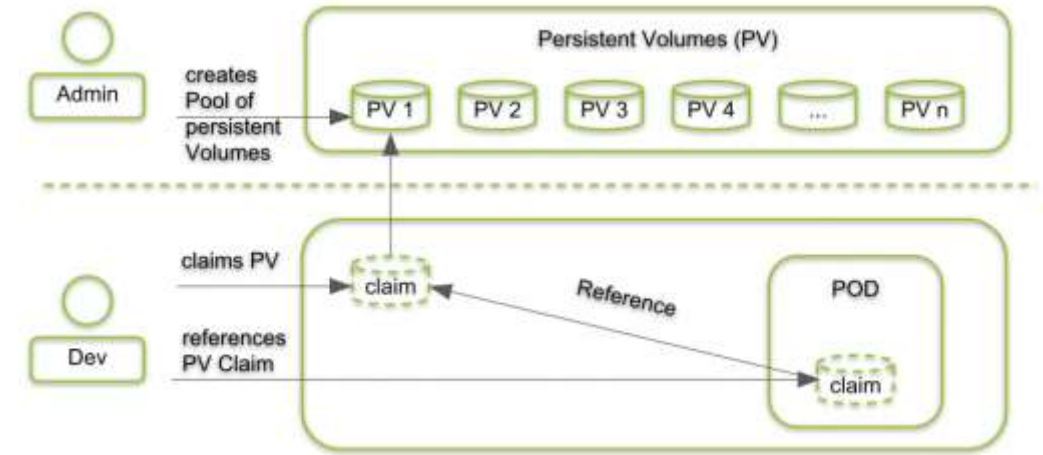 Persistent Volumes (PV)
Admin
creates
Pool of
persistent
Volumes
PV 1
PV 2
PV 3
PV 4
...
PV n
claims PV
claim
Reference
POD
Dev
references
PV Claim
claim